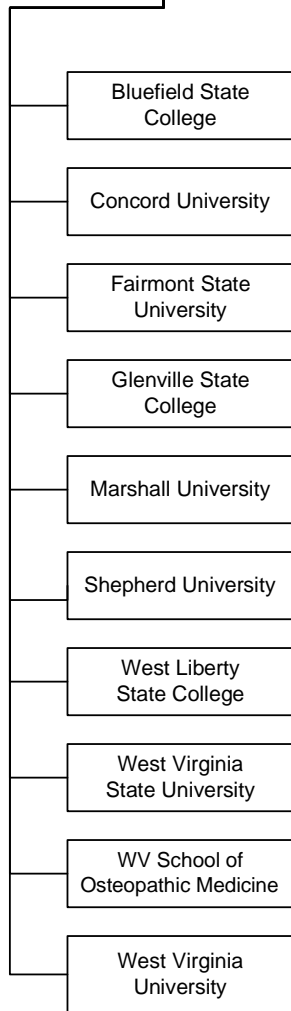 Bluefield State
College
Concord University
Fairmont State
University
Glenville State
College
Marshall University
Shepherd University
West Liberty
State College
West Virginia
State University
WV School of
Osteopathic Medicine
West Virginia
University